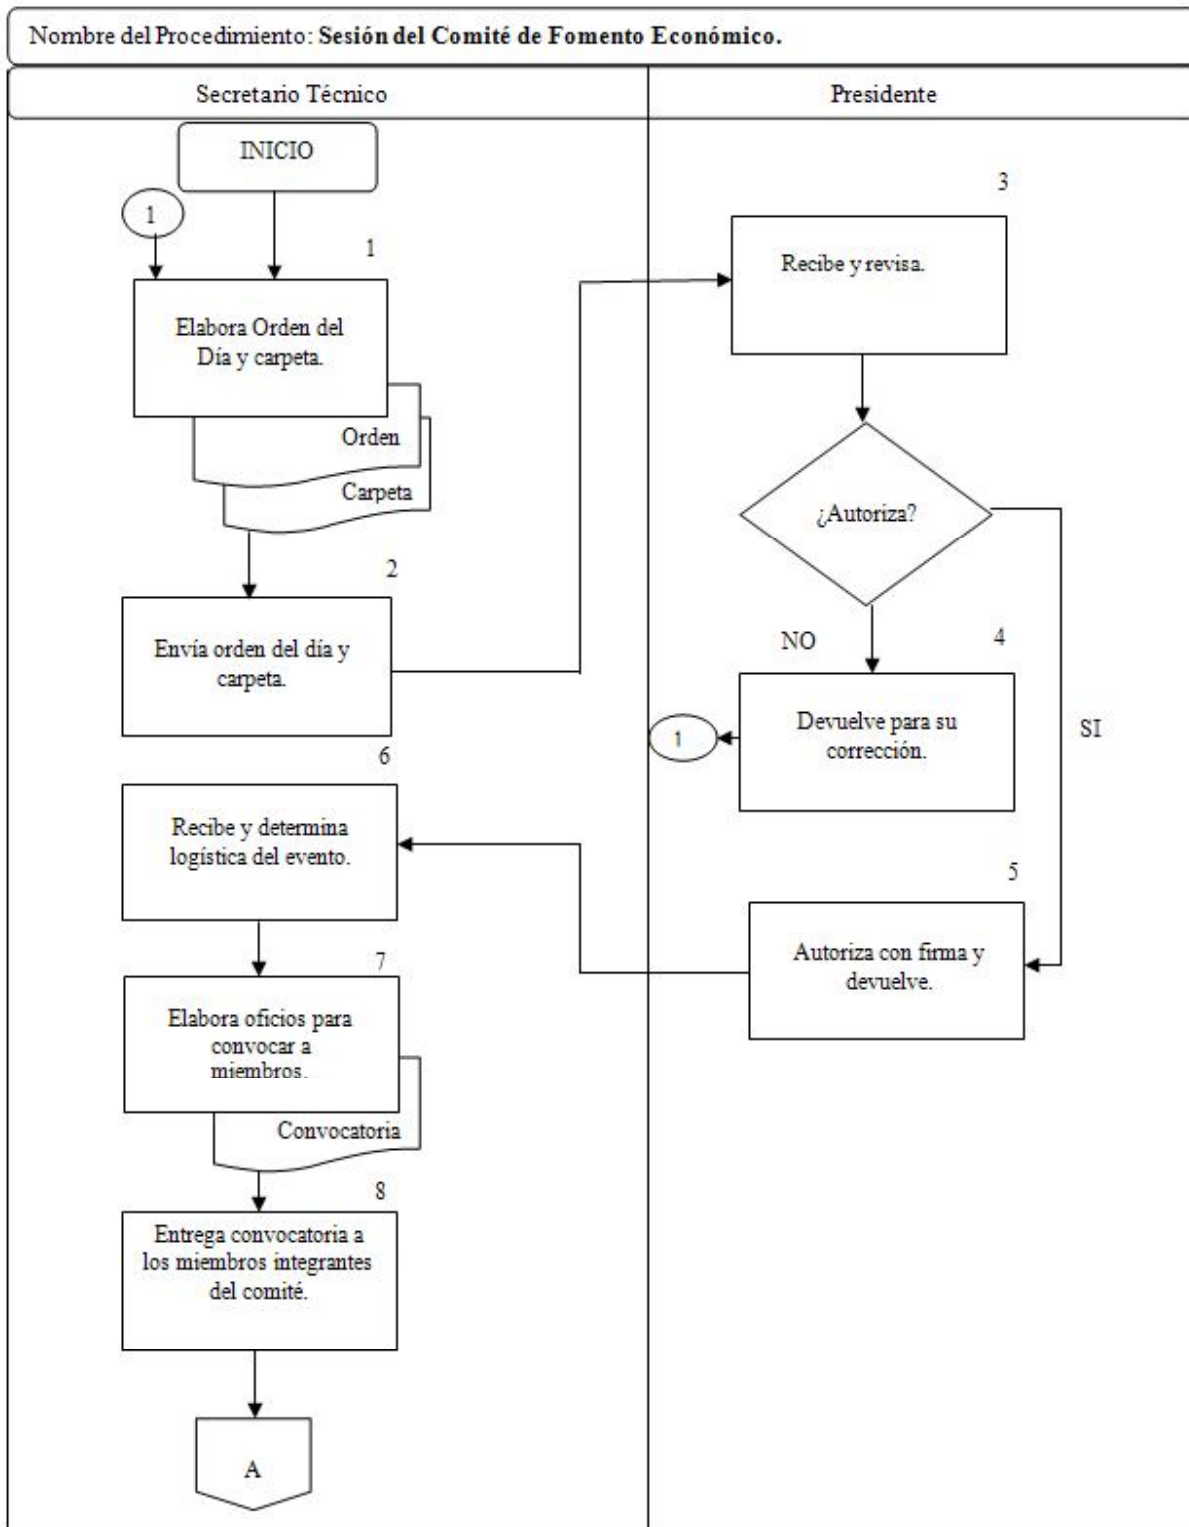 Nombre del Procedimiento: Sesión del Comité de Fomento Económico.
Secretario Técnico
Presidente
INICIO
1
1
Elabora Orden del
Día y carpeta.
Orden
Carpeta
2
Envía orden del día y
carpeta.
3
Recibe y revisa.
¿Autoriza?
NO
SI
4
Devuelve para su
corrección.
1
5
Autoriza con firma y
devuelve.
6
Recibe y determina
logística del evento.
7
Elabora oficios para
convocar a
miembros.
Convocatoria
8
Entrega convocatoria a
los miembros integrantes
del comité.
A